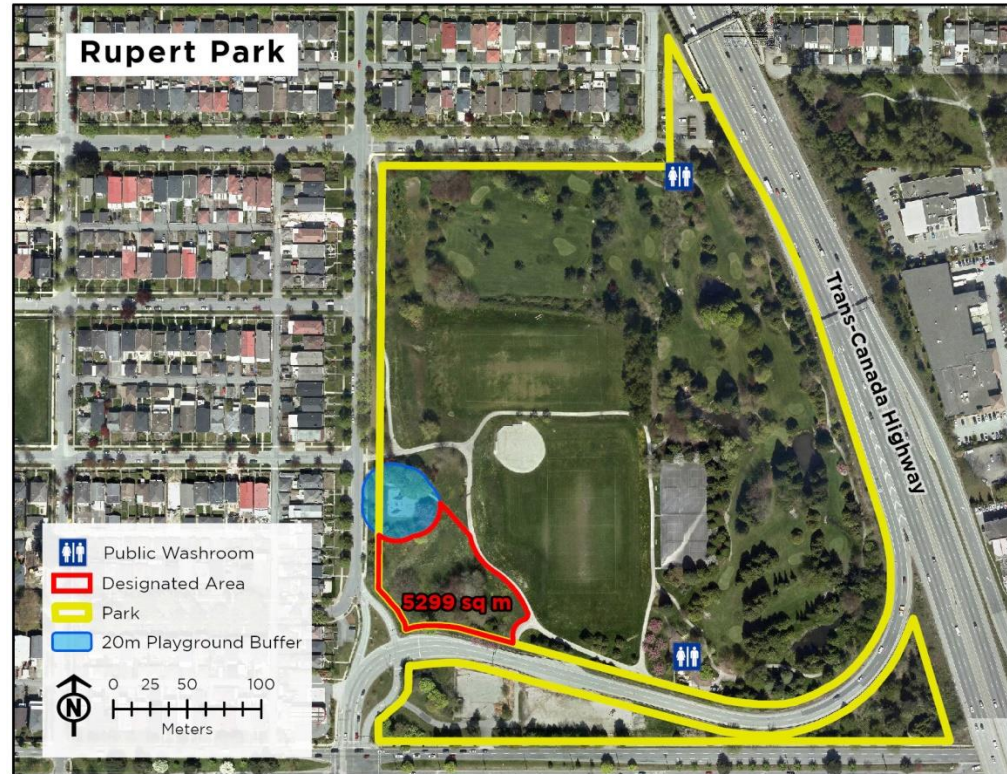 Rupert Park
Trans-Canada Highway
5299 sq m
Public Washroom
Designated Area
Park
20m Playground Buffer
N
0 25 50 100
Meters